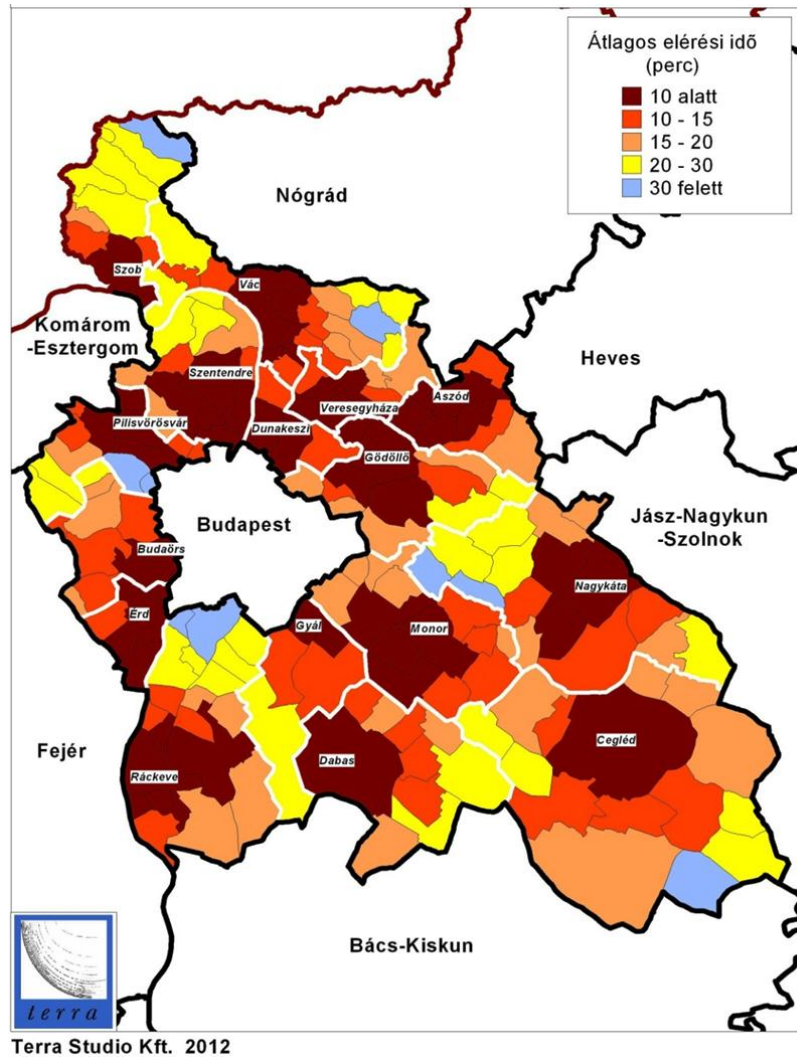 Átlagos elérési idő
(perc)
10 alatt
10 - 15
15 - 20
20 - 30
30 felett
Nógrád
Szob
Vác
Komárom
-Esztergom
Heves
Szentendre
Aszód
Veresegyháza
Pilisvörösvár
Dunakeszi
Gödöllő
Budapest
Jász-Nagykun
-Szolnok
Budaörs
Nagykáta
Érd
Gyál
Monor
Cegléd
Fejér
Dabas
Ráckeve
Bács-Kiskun
terra
Terra Studio Kft. 2012